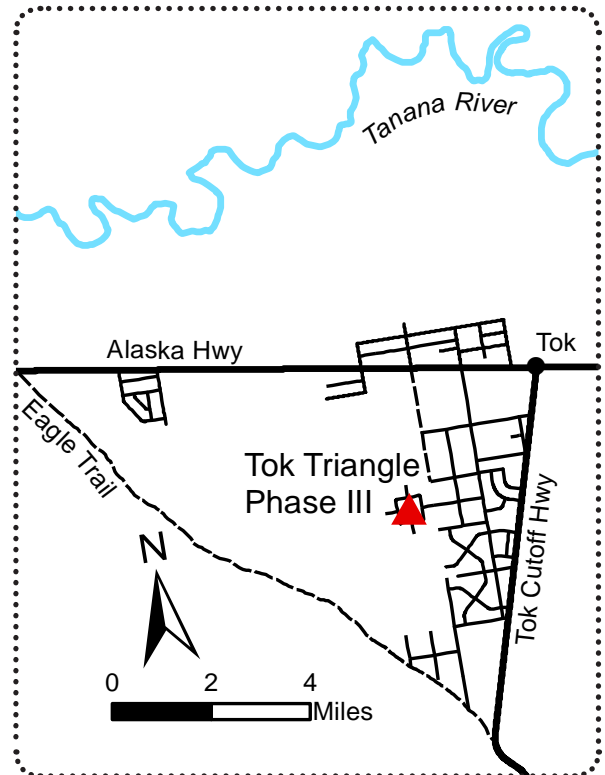 Tanana River
Tok
Alaska Hwy
Eagle Trail
Tok Triangle
Phase III
Tok Cutoff Hwy
N
0 2 4
Miles